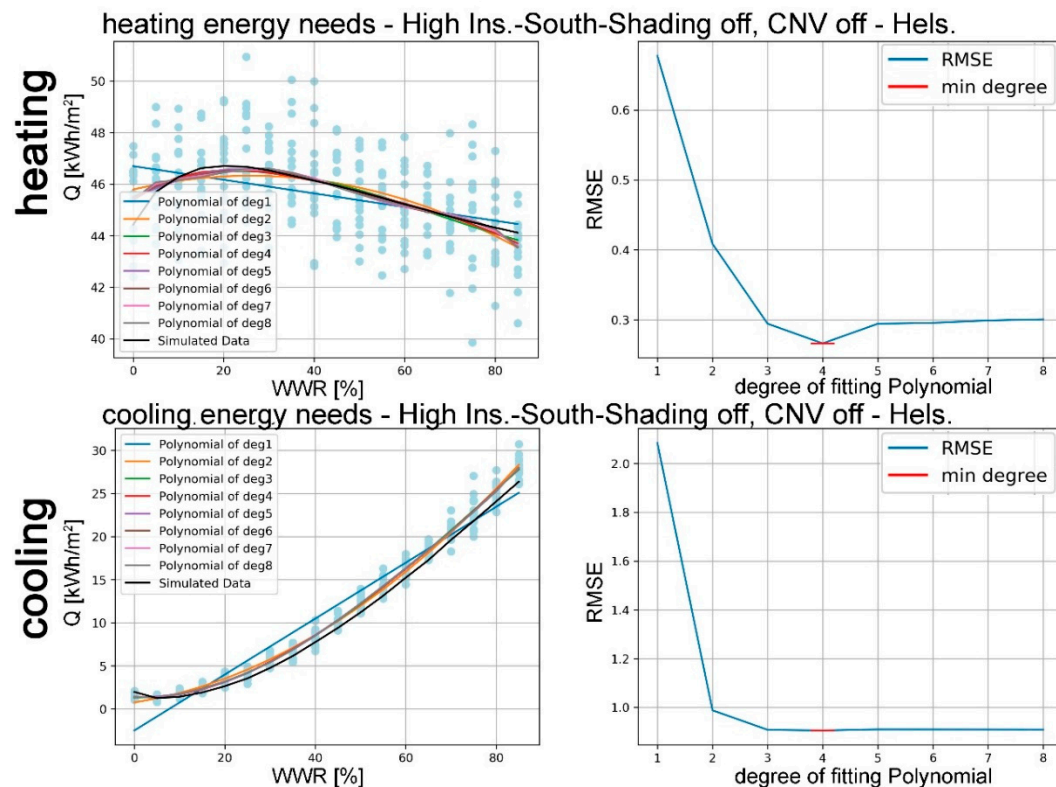 heating energy needs - High Ins.-South-Shading off, CNV off - Hels.
heating
Q [kWh/m²]
50
48
46
44
42
40
Polynomial of deg1
Polynomial of deg2
Polynomial of deg3
Polynomial of deg4
Polynomial of deg5
Polynomial of deg6
Polynomial of deg7
Polynomial of deg8
Simulated Data
0 20 40 60 80
WWR [%]
RMSE
0.6
0.5
0.4
0.3
RMSE
min degree
1 2 3 4 5 6 7 8
degree of fitting Polynomial
cooling energy needs - High Ins.-South-Shading off, CNV off - Hels.
cooling
Q [kWh/m²]
30
25
20
15
10
5
0
Polynomial of deg1
Polynomial of deg2
Polynomial of deg3
Polynomial of deg4
Polynomial of deg5
Polynomial of deg6
Polynomial of deg7
Polynomial of deg8
Simulated Data
0 20 40 60 80
WWR [%]
RMSE
2.0
1.8
1.6
1.4
1.2
1.0
RMSE
min degree
1 2 3 4 5 6 7 8
degree of fitting Polynomial